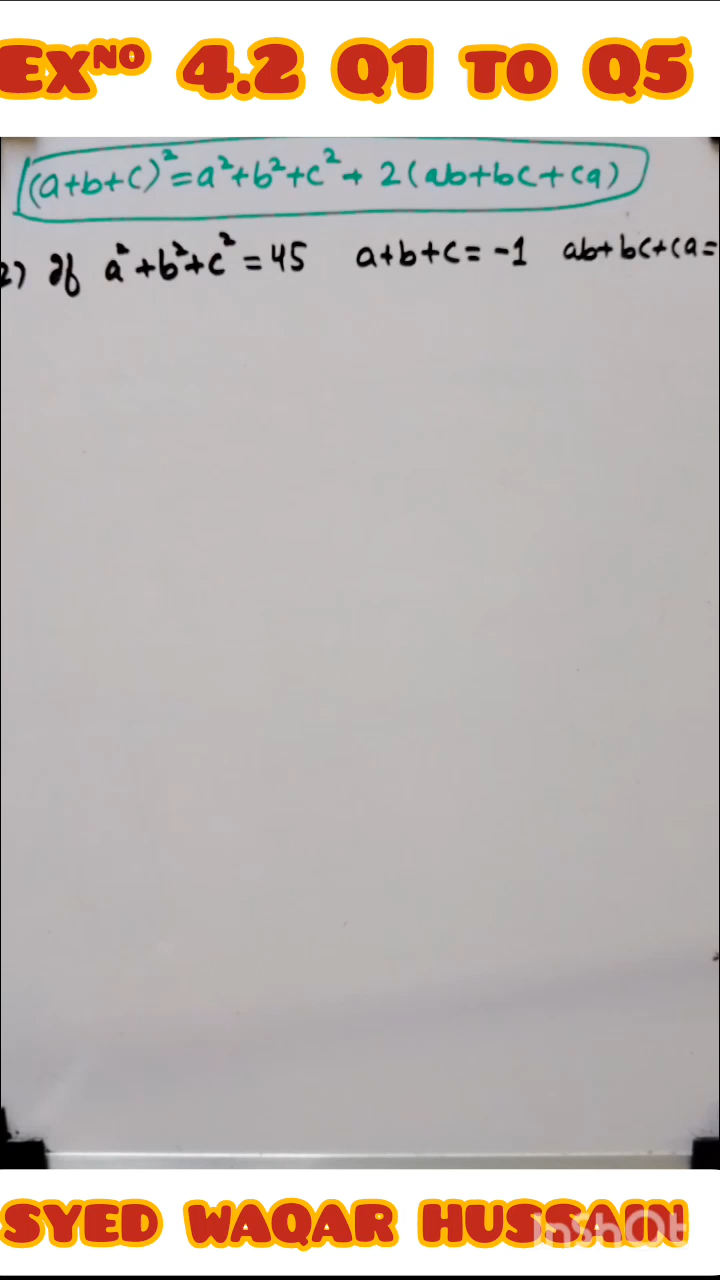 Exᴺᴼ 4.2 Q1 TO Q5
(a+b+c)²=a²+b²+c²+ 2(ab+bc+ca)
2) If a²+b²+c²=45 a+b+c=-1 ab+bc+ca=
SYED WAQAR HUSSAIN
InShOt